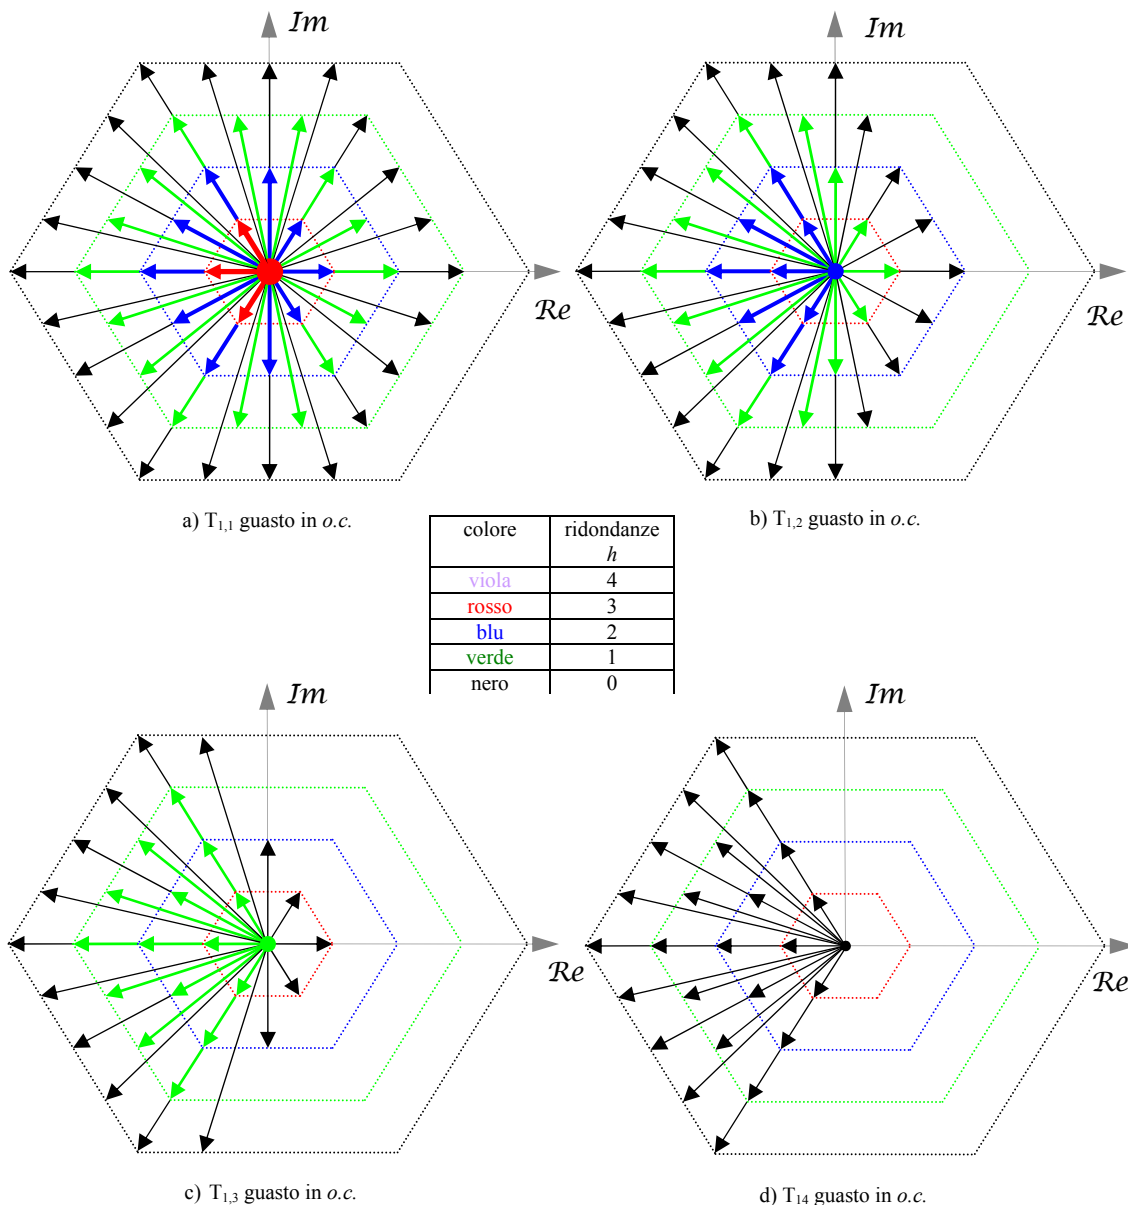 Im
Im
Re
Re
a) T1,1 guasto in o.c.
b) T1,2 guasto in o.c.
colore ridondanze
h
viola 4
rosso 3
blu 2
verde 1
nero 0
Im
Im
Re
Re
c) T1,3 guasto in o.c.
d) T14 guasto in o.c.